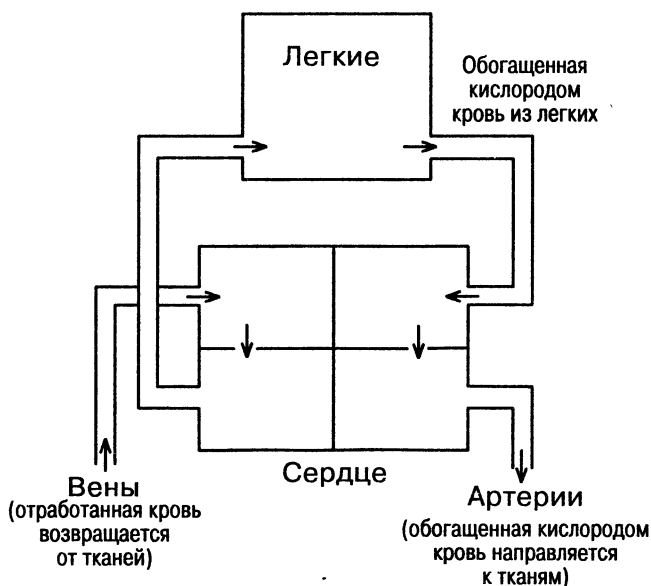 Легкие
Обогащенная
кислородом
кровь из легких
Сердце
Вены
(отработанная кровь
возвращается
от тканей)
Артерии
(обогащенная кислородом
кровь направляется
к тканям)